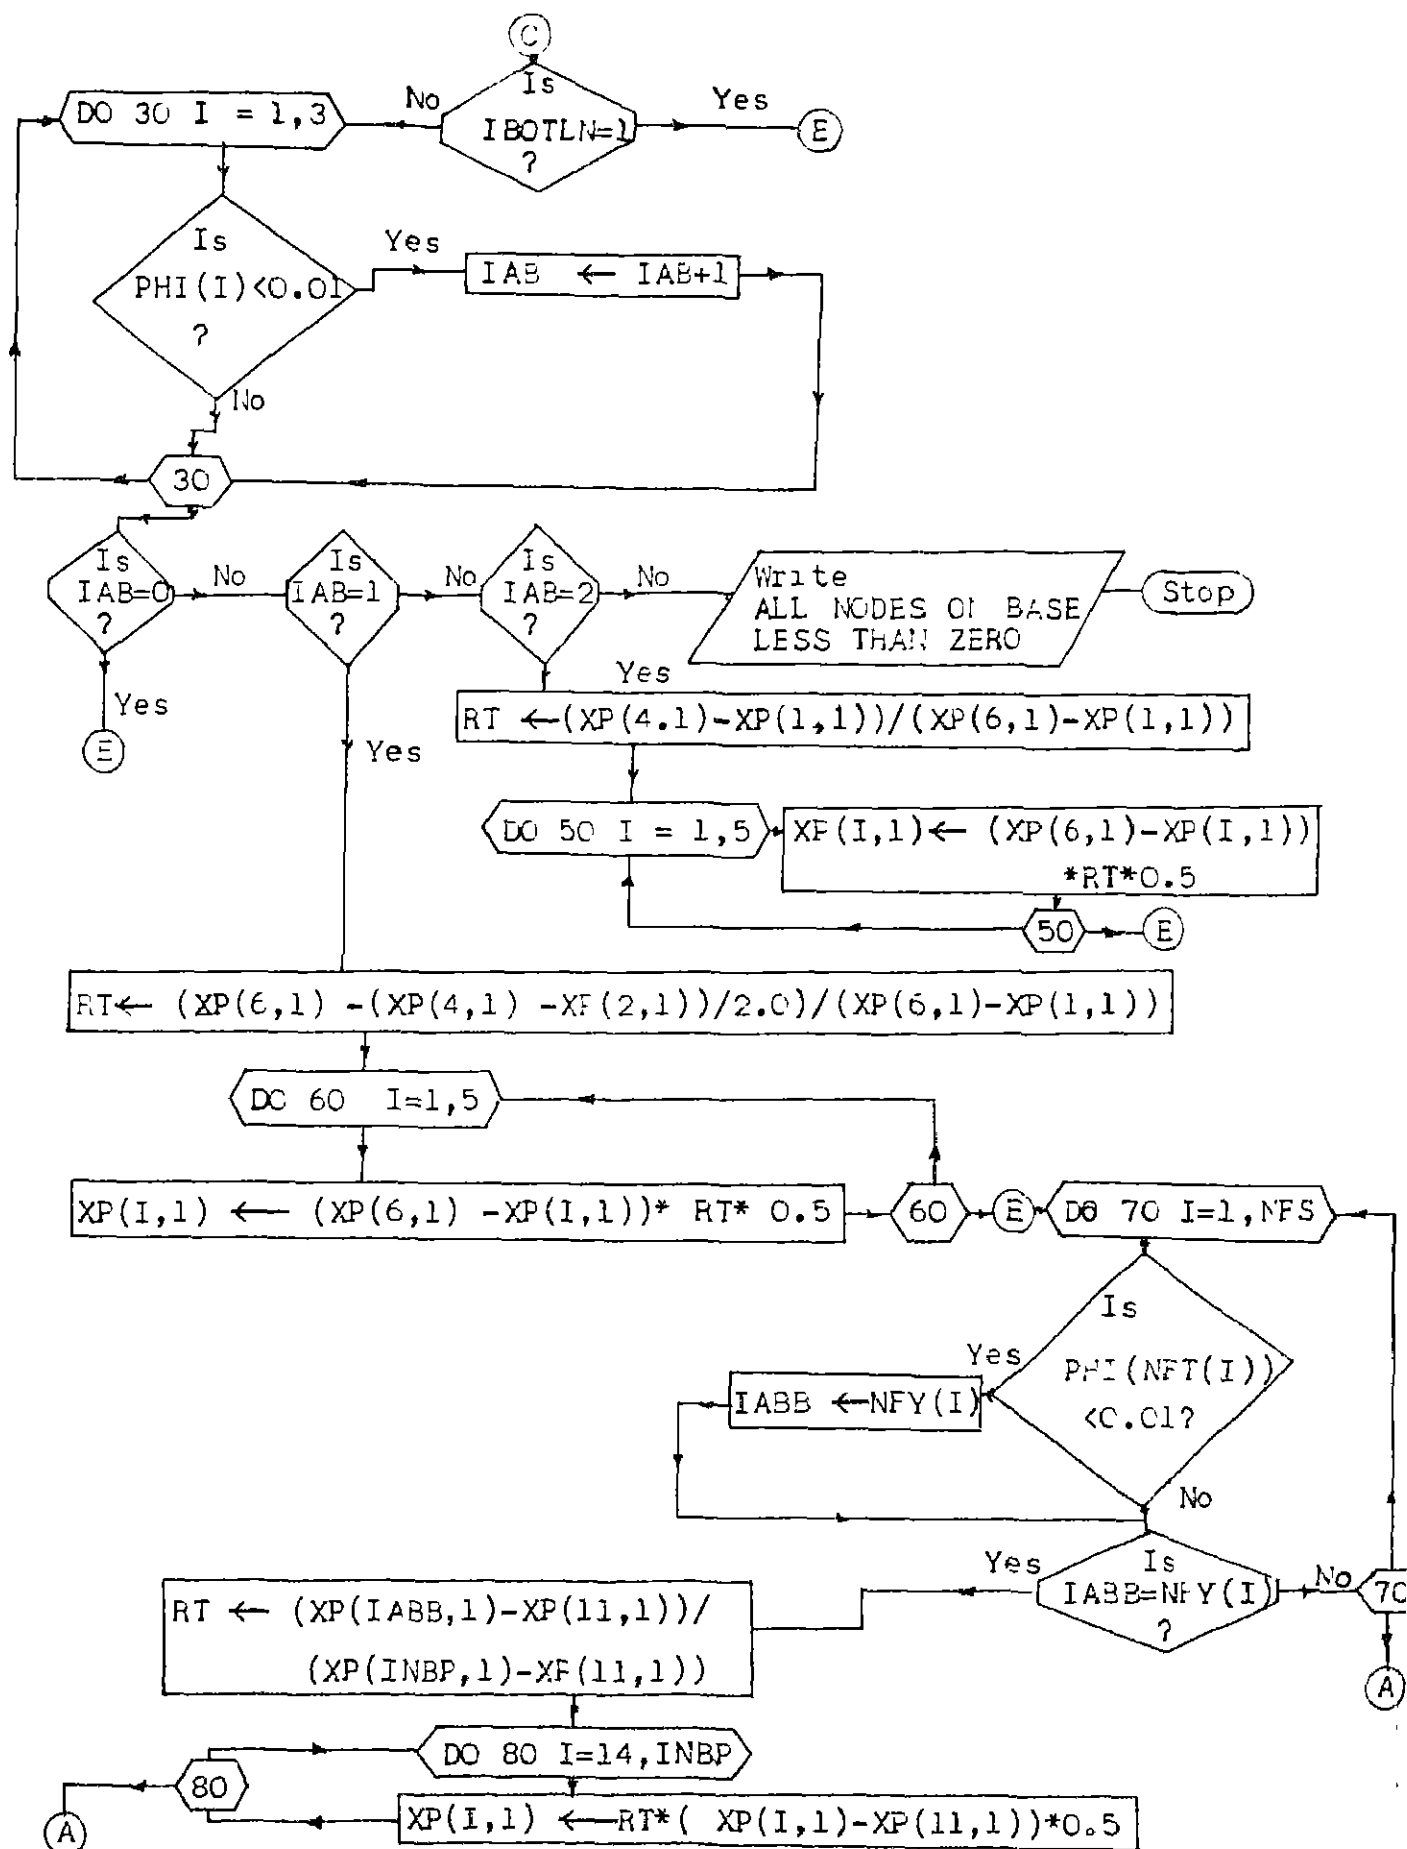 C
Is
IBOTLN=1
?
No
Yes
E
DO 30 I = 1,3
Is
PHI(I)<0.01
?
Yes
IAB ← IAB+1
No
30
Is
IAB=0
?
No
Is
IAB=1
?
No
Is
IAB=2
?
No
Write
ALL NODES ON BASE
LESS THAN ZERO
Stop
Yes
E
Yes
Yes
RT ←(XP(4.1)-XP(1,1))/(XP(6,1)-XP(1,1))
DO 50 I = 1,5
XP(I,1)← (XP(6,1)-XP(I,1))
*RT*0.5
50
E
RT← (XP(6,1) -(XP(4,1) -XP(2,1))/2.0)/(XP(6,1)-XP(1,1))
DO 60 I=1,5
XP(I,1) ← (XP(6,1) -XP(I,1))* RT* 0.5
60
E
DO 70 I=1,NFS
Is
PHI(NFT(I))
<0.01?
Yes
IABB ←NFY(I)
No
Is
IABB=NFY(I)
?
Yes
No
70
A
RT ← (XP(IABB,1)-XP(11,1))/
(XP(INBP,1)-XP(11,1))
DO 80 I=14,INBP
80
XP(I,1) ←RT*( XP(I,1)-XP(11,1))*0.5
A